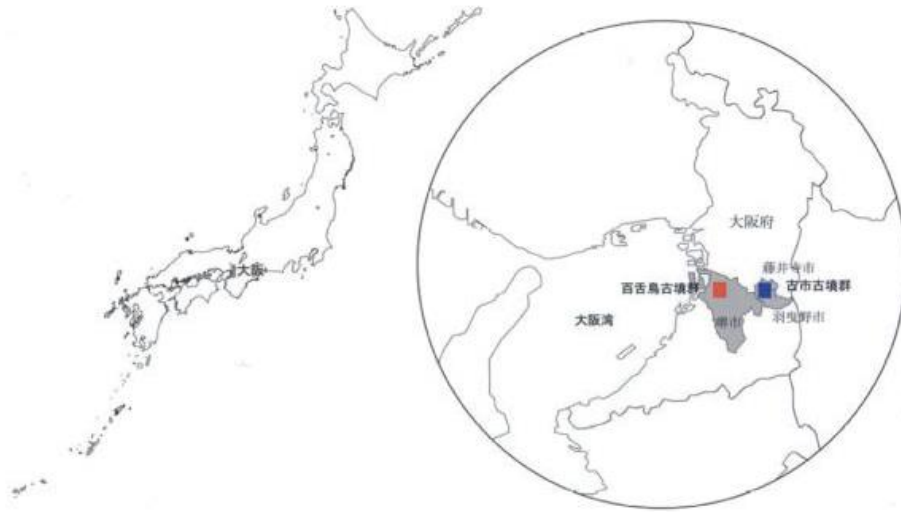 大阪
大阪府
藤井寺市
百舌鳥古墳群
古市古墳群
大阪湾
堺市
羽曳野市